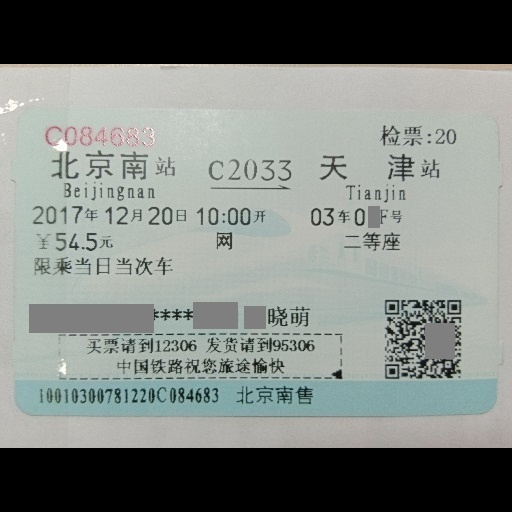 C084683 检票:20
北京南站 C2033 天津站
Beijingnan Tianjin
2017年12月20日10:00开 03车0 F号
￥54.5元 网 二等座
限乘当日当次车
**** 晓萌
买票请到12306 发货请到95306
中国铁路祝您旅途愉快
10010300781220C084683 北京南售